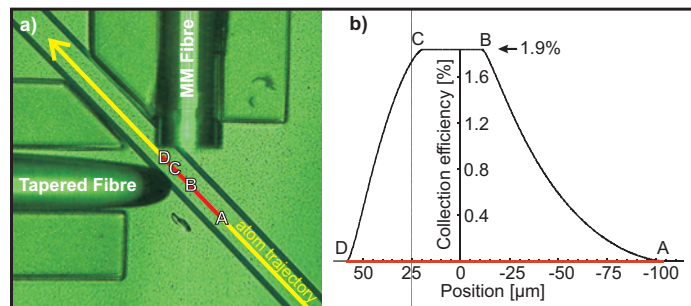 a)
MM Fibre
D
C
B
A
Tapered Fibre
atom trajectory
b)
C
B
1.9%
Collection efficiency [%]
1.6
1.2
0.8
0.4
D
A
50 25 0 -25 -50 -75 -100
Position [µm]